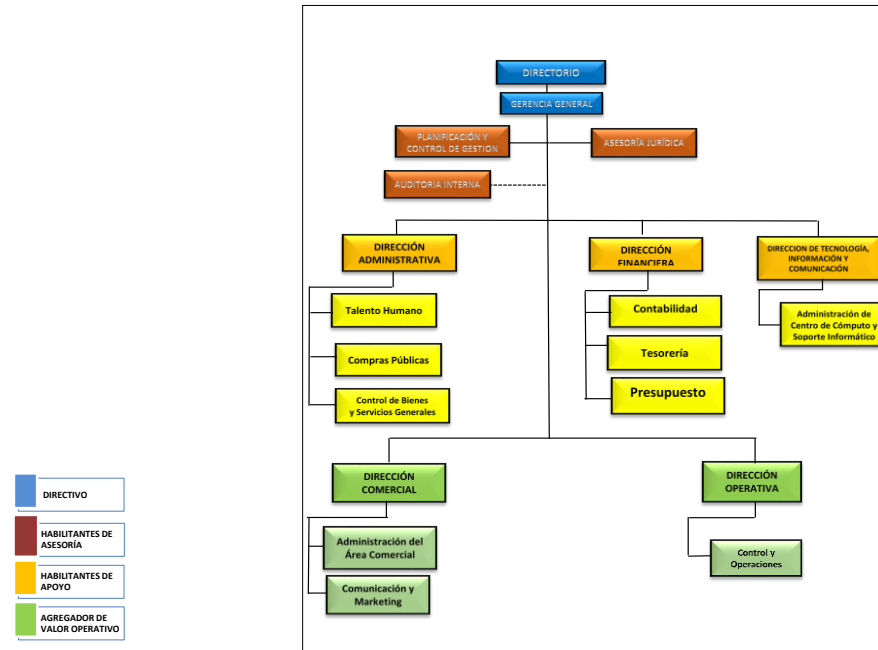 DIRECTORIO
GERENCIA GENERAL
PLANIFICACIÓN Y
CONTROL DE GESTION
ASESORÍA JURÍDICA
AUDITORIA INTERNA
DIRECCIÓN
ADMINISTRATIVA
DIRECCIÓN
FINANCIERA
DIRECCION DE TECNOLOGÍA,
INFORMACIÓN Y
COMUNICACIÓN
Talento Humano
Compras Públicas
Control de Bienes
y Servicios Generales
Contabilidad
Tesorería
Presupuesto
Administración de
Centro de Cómputo y
Soporte Informático
DIRECCIÓN
COMERCIAL
DIRECCIÓN
OPERATIVA
Administración del
Área Comercial
Comunicación y
Marketing
Control y
Operaciones
DIRECTIVO
HABILITANTES DE
ASESORÍA
HABILITANTES DE
APOYO
AGREGADOR DE
VALOR OPERATIVO